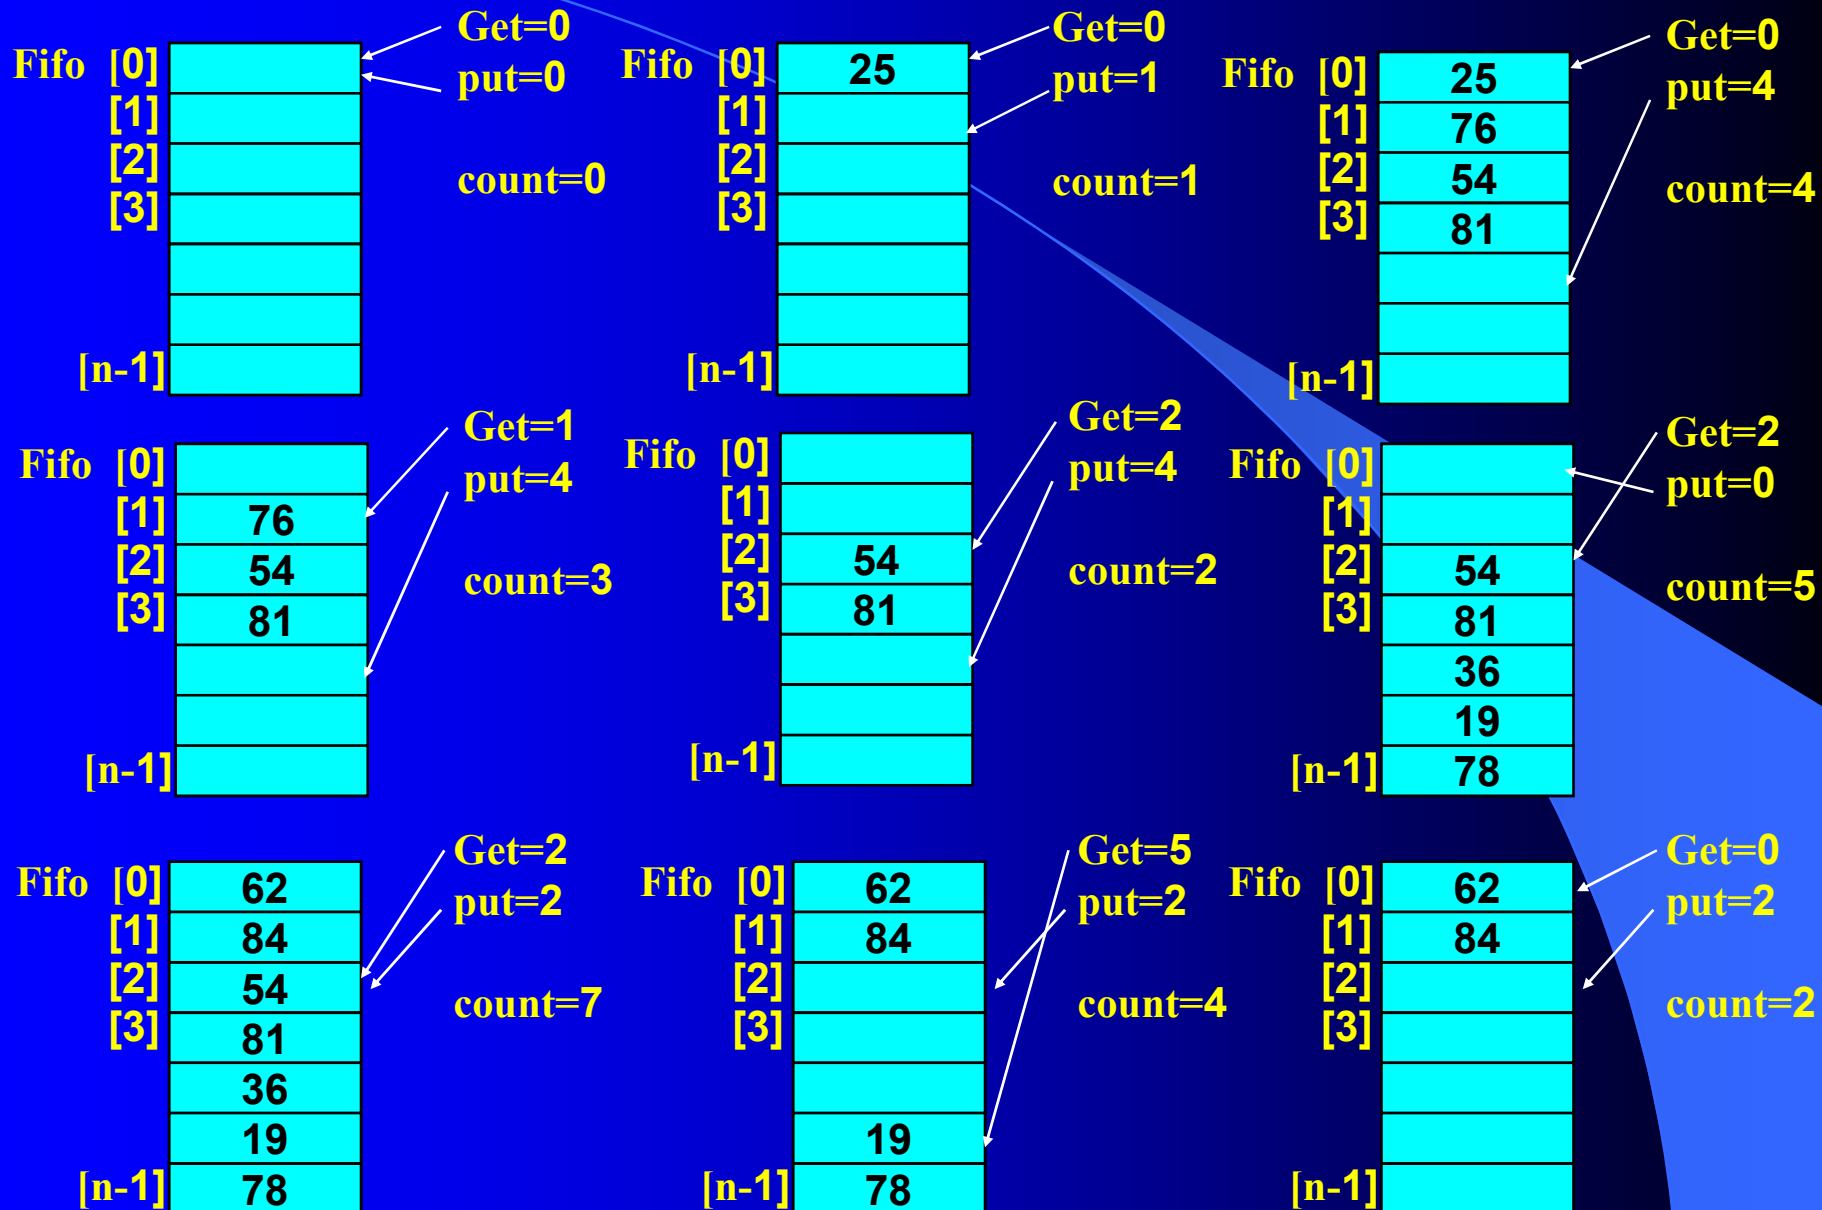 Get=0
Fifo [0]
put=0
[1]
[2]
count=0
[3]
[n-1]
Get=0
Fifo [0] 25
put=1
[1]
[2]
count=1
[3]
[n-1]
Get=0
Fifo [0] 25
put=4
[1] 76
[2] 54
count=4
[3] 81
[n-1]
Get=1
Fifo [0]
put=4
[1] 76
[2] 54
count=3
[3] 81
[n-1]
Get=2
Fifo [0]
put=4
[1]
[2] 54
count=2
[3] 81
[n-1]
Get=2
Fifo [0]
put=0
[1]
[2] 54
count=5
[3] 81
36
19
[n-1] 78
Get=2
Fifo [0] 62
put=2
[1] 84
[2] 54
count=7
[3] 81
36
19
[n-1] 78
Get=5
Fifo [0] 62
put=2
[1] 84
[2]
count=4
[3]
19
[n-1] 78
Get=0
Fifo [0] 62
put=2
[1] 84
[2]
count=2
[3]
[n-1]